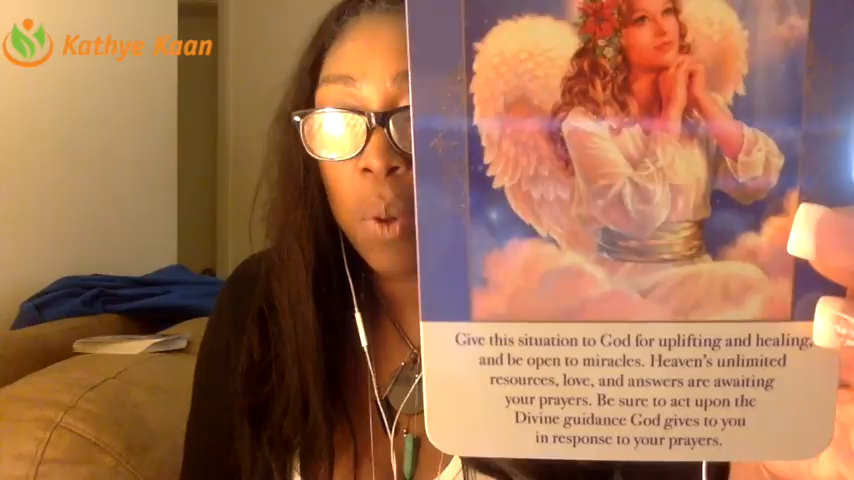 Kathye Kaan
Give this situation to God for uplifting and healing,
and be open to miracles. Heaven's unlimited
resources, love, and answers are awaiting
your prayers. Be sure to act upon the
Divine guidance God gives to you
in response to your prayers.